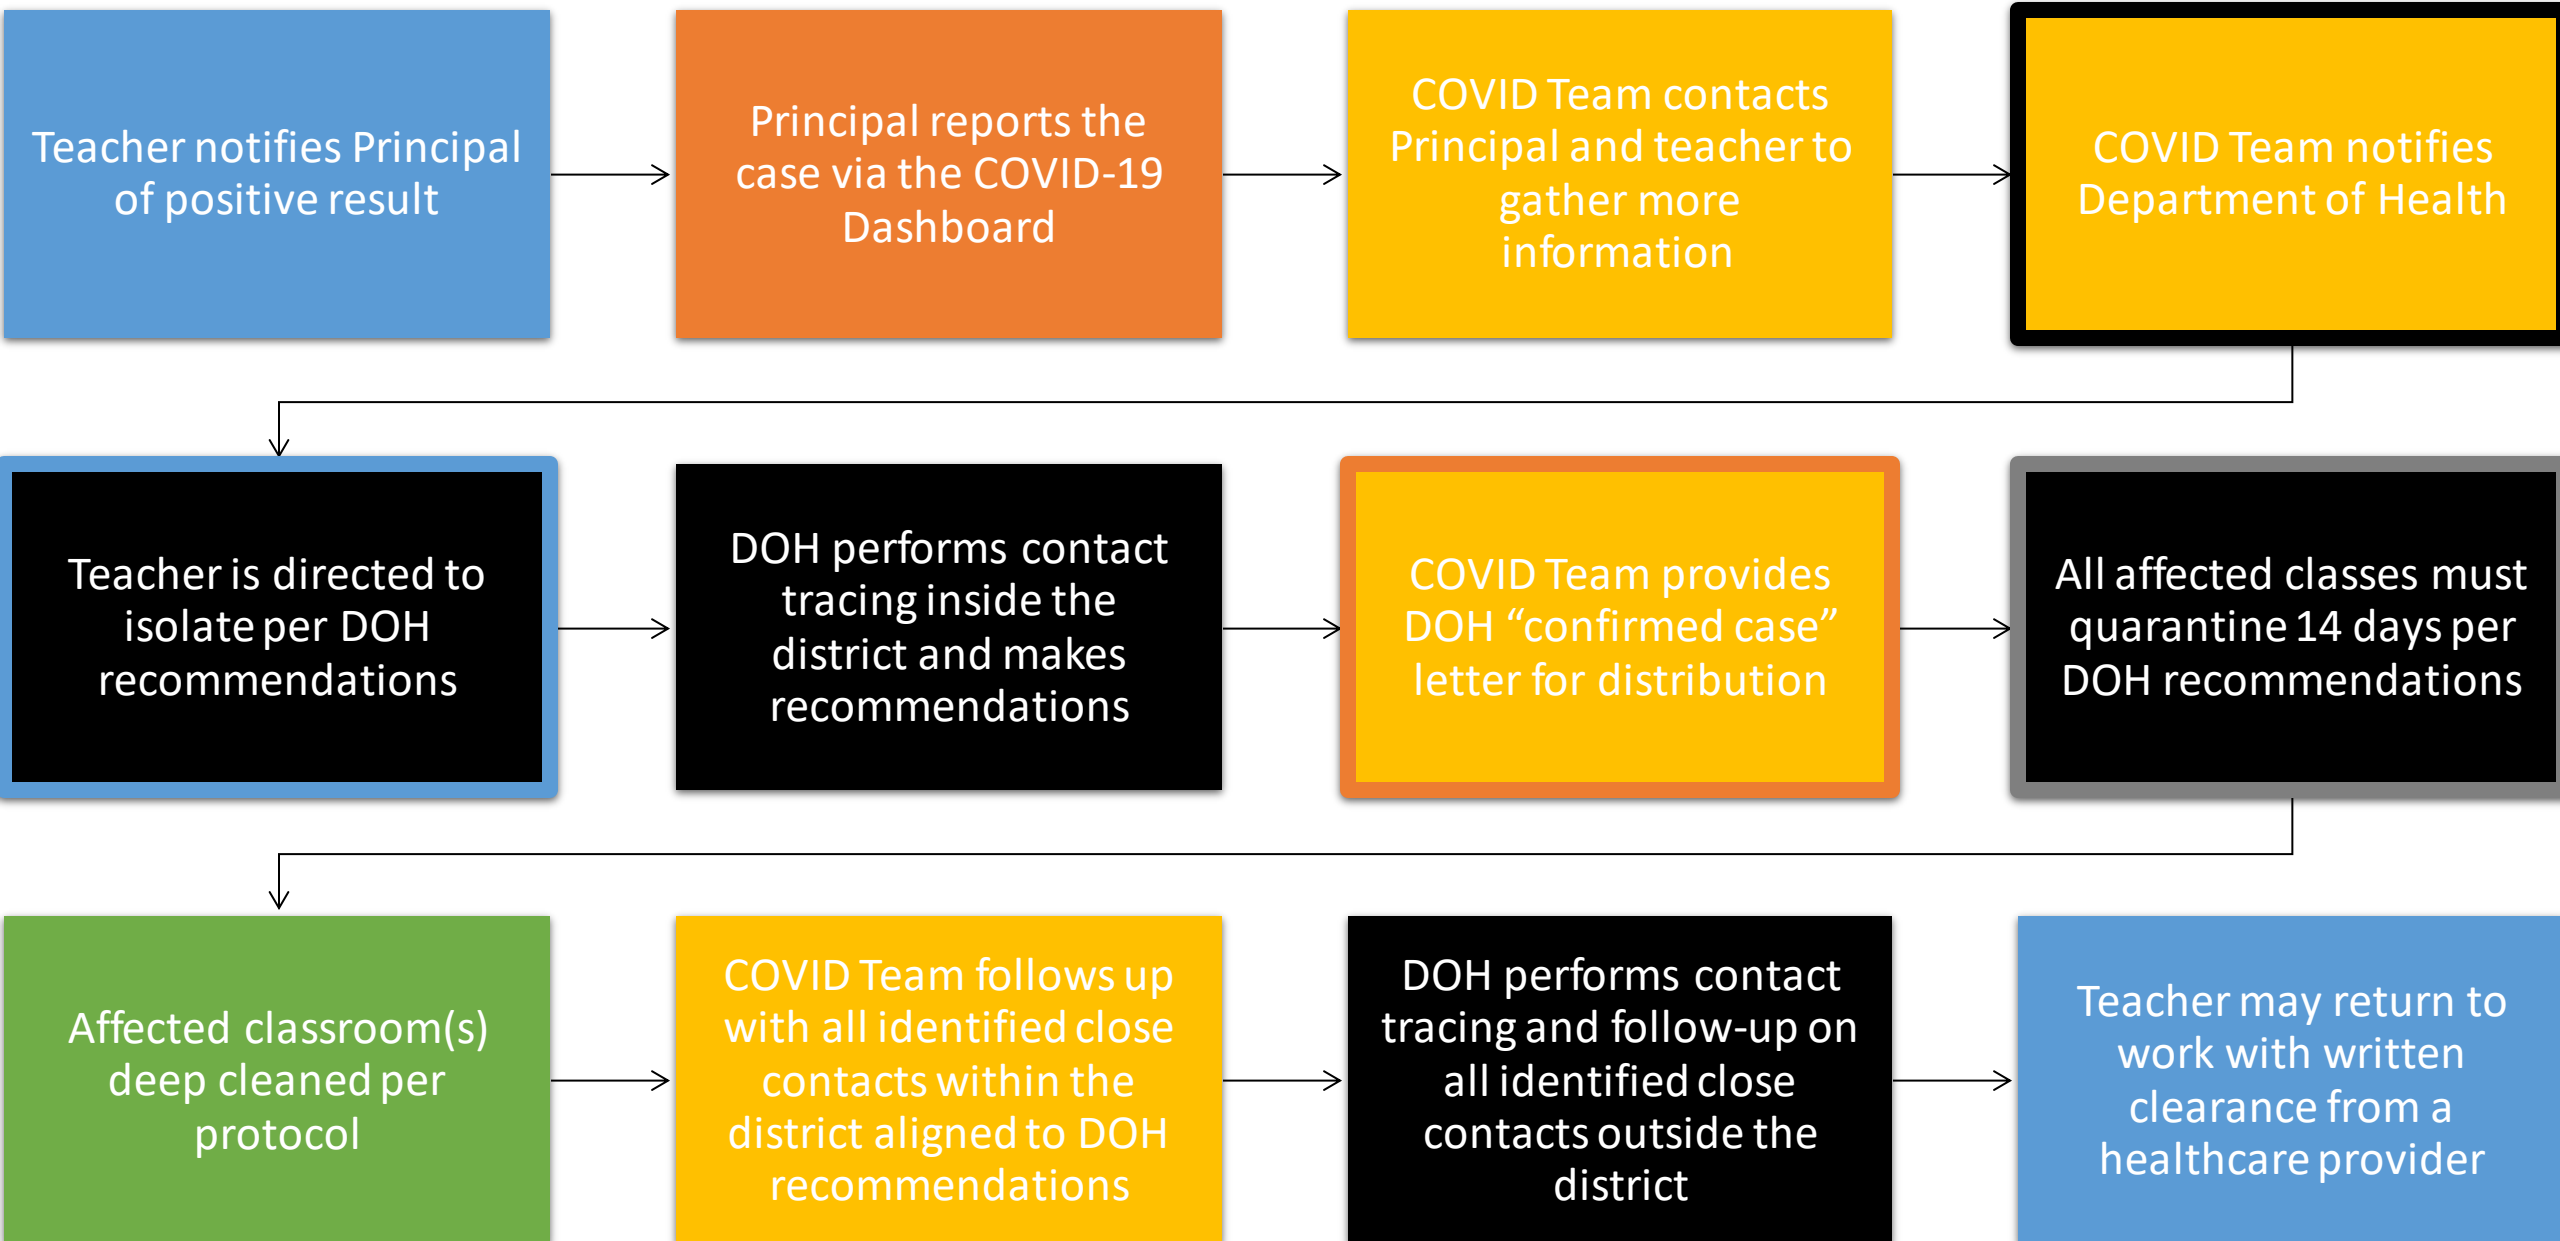 Teacher notifies Principal
of positive result
Principal reports the
case via the COVID-19
Dashboard
COVID Team contacts
Principal and teacher to
gather more
information
COVID Team notifies
Department of Health
Teacher is directed to
isolate per DOH
recommendations
DOH performs contact
tracing inside the
district and makes
recommendations
COVID Team provides
DOH “confirmed case”
letter for distribution
All affected classes must
quarantine 14 days per
DOH recommendations
Affected classroom(s)
deep cleaned per
protocol
COVID Team follows up
with all identified close
contacts within the
district aligned to DOH
recommendations
DOH performs contact
tracing and follow-up on
all identified close
contacts outside the
district
Teacher may return to
work with written
clearance from a
healthcare provider